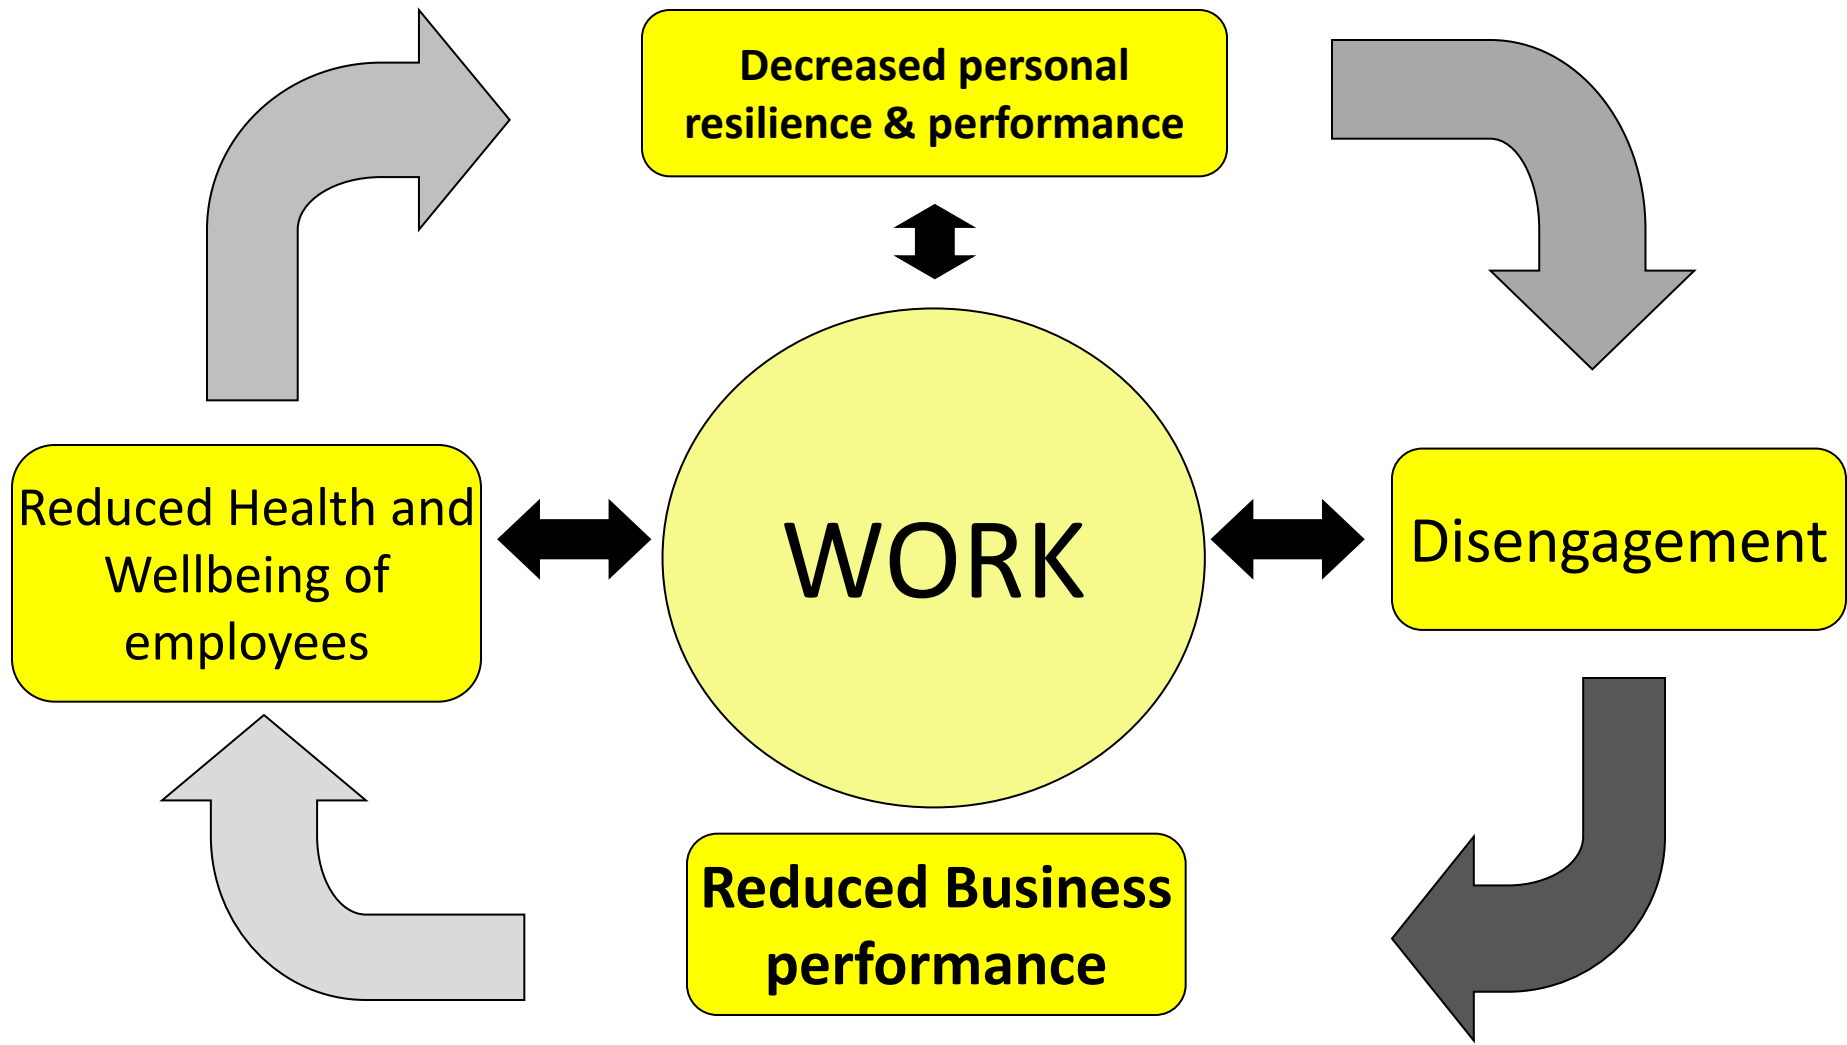 Decreased personal
resilience & performance
Reduced Health and
Wellbeing of
employees
WORK
Disengagement
Reduced Business
performance